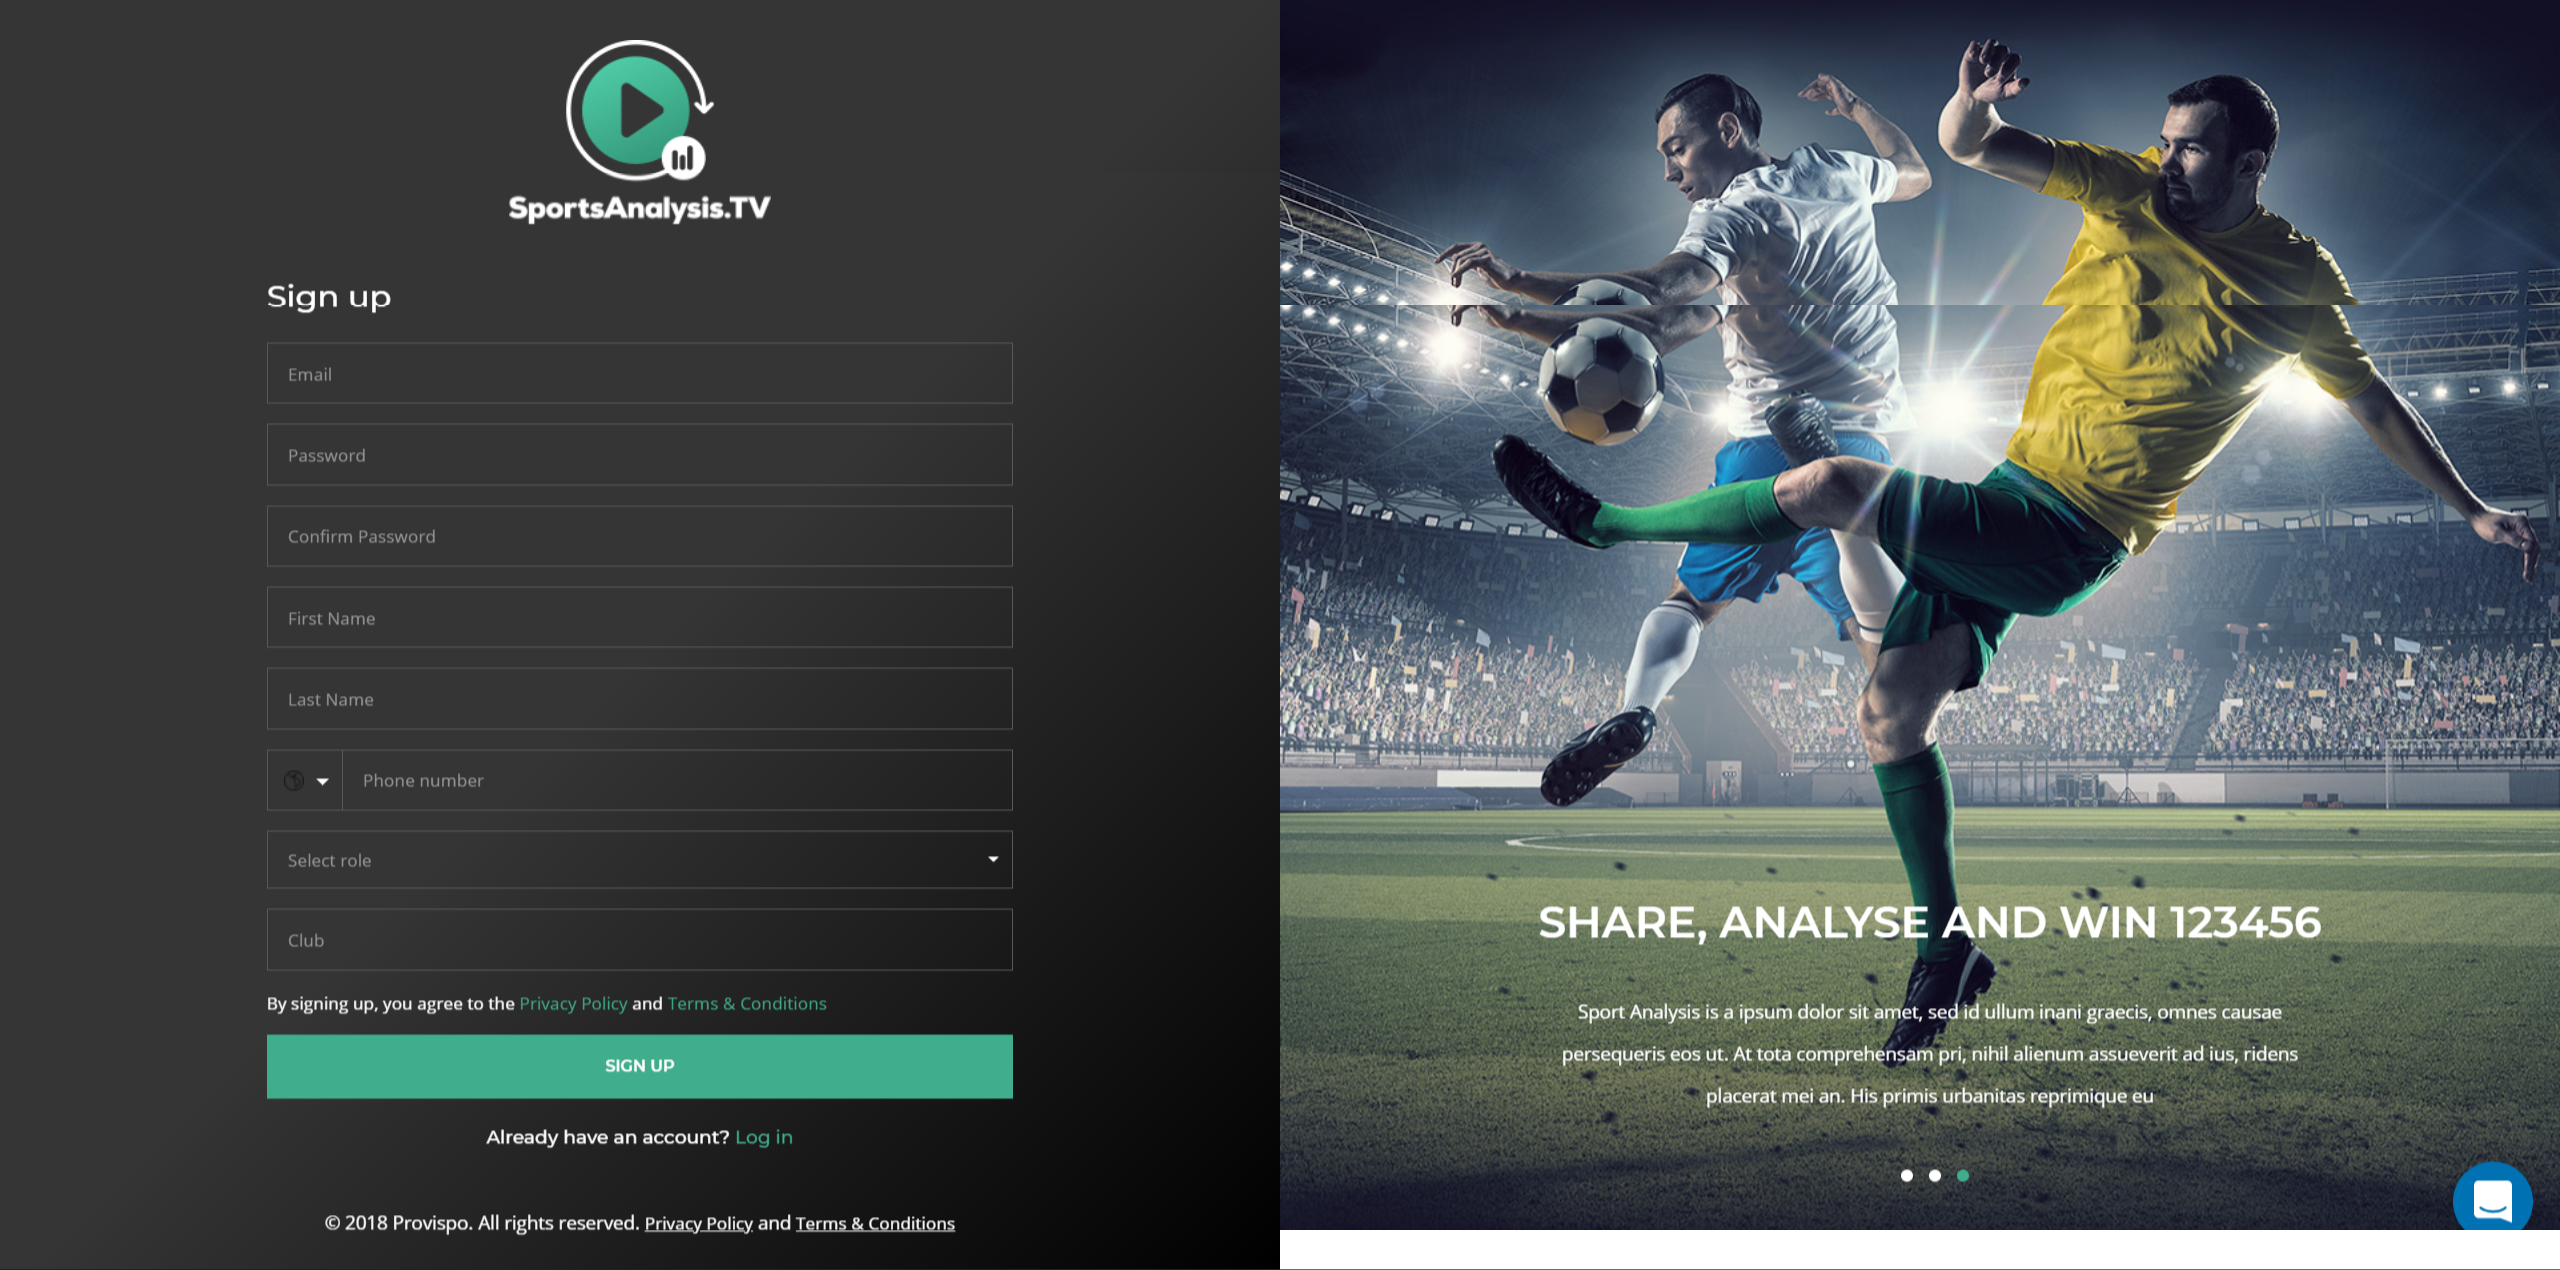 SportsAnalysis.TV
Sign up
Email
Password
Confirm Password
First Name
Last Name
Phone number
Select role
Club
By signing up, you agree to the Privacy Policy and Terms & Conditions
SIGN UP
Already have an account? Log in
© 2018 Provispo. All rights reserved. Privacy Policy and Terms & Conditions
SHARE, ANALYSE AND WIN 123456
Sport Analysis is a ipsum dolor sit amet, sed id ullum inani graecis, omnes causae
persequeris eos ut. At tota comprehensam pri, nihil alienum assueverit ad ius, ridens
placerat mei an. His primis urbanitas reprimique eu